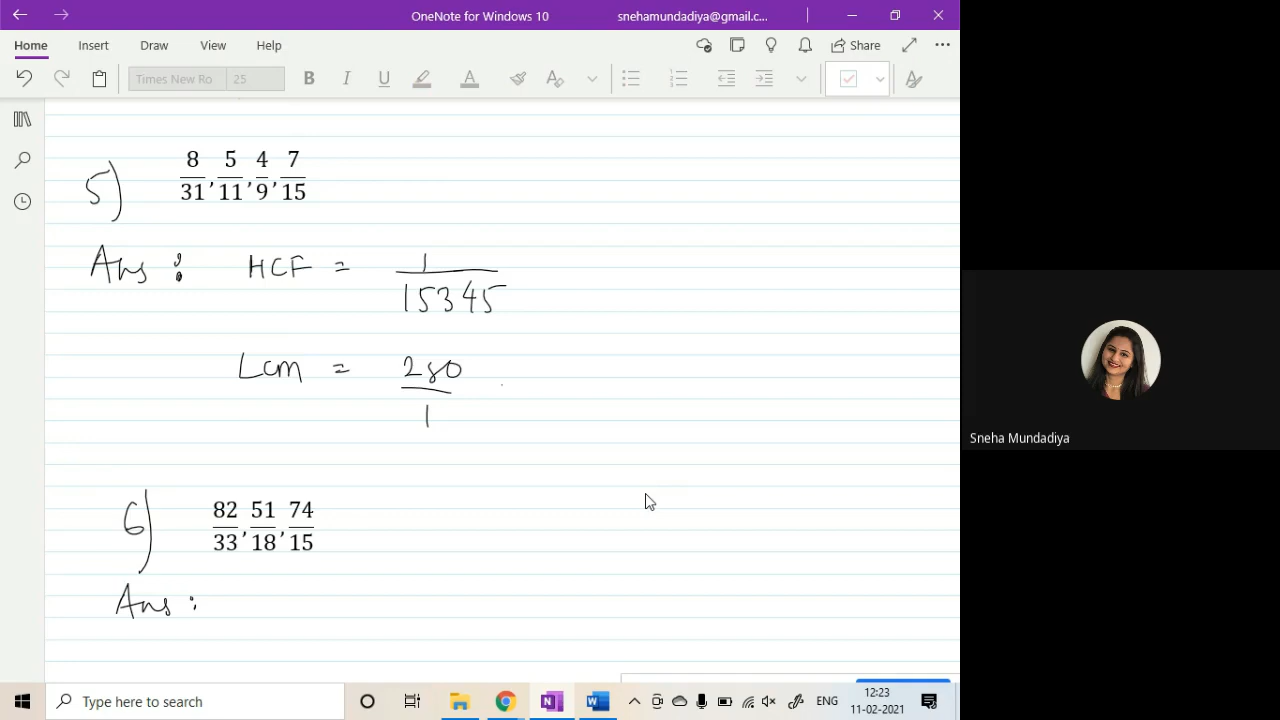 OneNote for Windows 10 snehamundadiya@gmail.c...
Home Insert Draw View Help Share
Times New Ro 25 B I U A
5) 8/31, 5/11, 4/9, 7/15
Ans : HCF = 1/15345
Lcm = 280/1
6) 82/33, 51/18, 74/15
Ans :
Sneha Mundadiya
Type here to search
ENG
12:23
11-02-2021